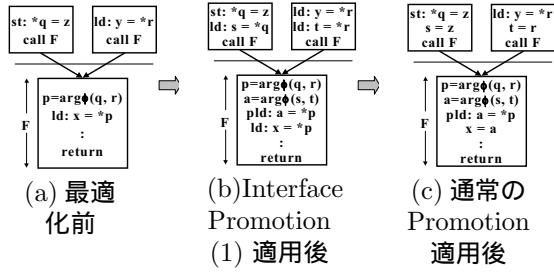 st: *q = z
call F
ld: y = *r
call F
F
p=argϕ(q, r)
ld: x = *p
:
return
(a) 最適
化前
st: *q = z
ld: s = *q
call F
ld: y = *r
ld: t = *r
call F
F
p=argϕ(q, r)
a=argϕ(s, t)
pld: a = *p
ld: x = *p
:
return
(b)Interface
Promotion
(1) 適用後
st: *q = z
s = z
call F
ld: y = *r
t = r
call F
F
p=argϕ(q, r)
a=argϕ(s, t)
pld: a = *p
x = a
:
return
(c) 通常の
Promotion
適用後